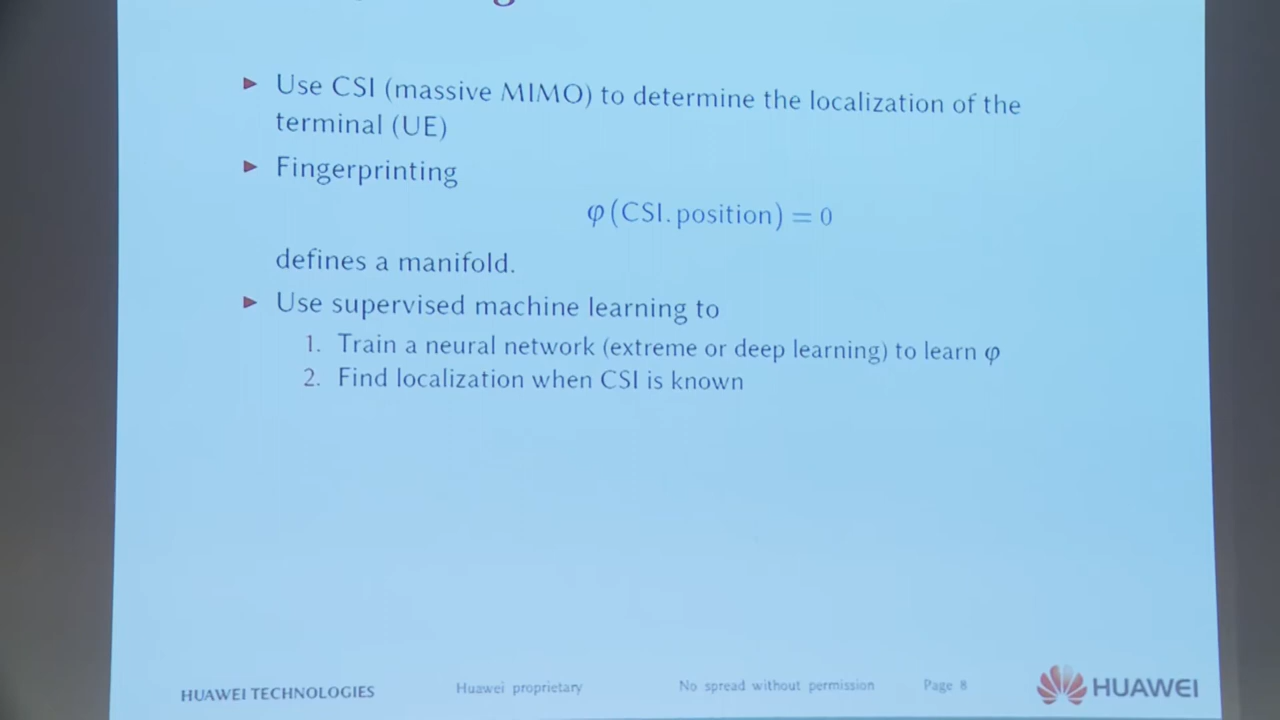 ► Use CSI (massive MIMO) to determine the localization of the
terminal (UE)
► Fingerprinting
φ(CSI.position) = 0
defines a manifold.
► Use supervised machine learning to
1. Train a neural network (extreme or deep learning) to learn φ
2. Find localization when CSI is known
HUAWEI TECHNOLOGIES Huawei proprietary No spread without permission Page 8 HUAWEI